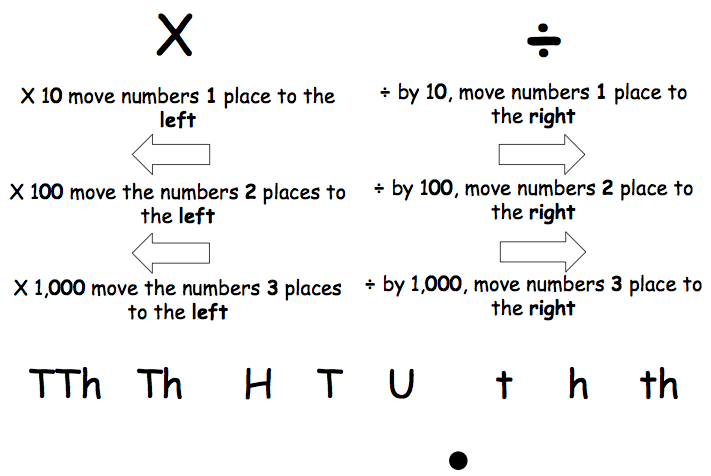 X
X 10 move numbers 1 place to the
left
X 100 move the numbers 2 places to
the left
X 1,000 move the numbers 3 places
to the left
÷
÷ by 10, move numbers 1 place to
the right
÷ by 100, move numbers 2 place to
the right
÷ by 1,000, move numbers 3 place to
the right
TTh Th H T U t h th
.